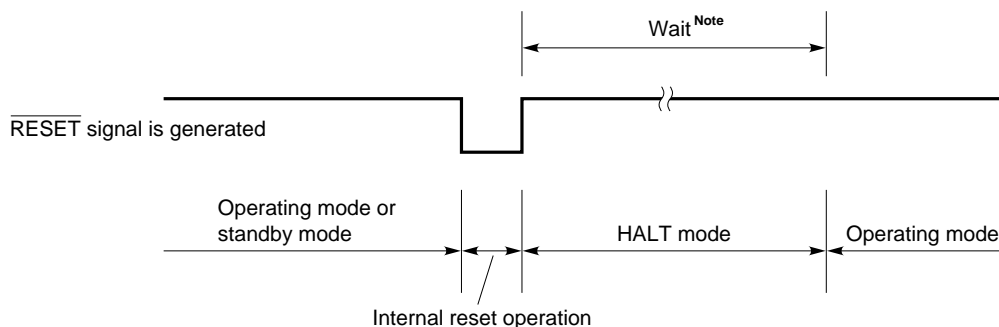 Wait Note
RESET signal is generated
Operating mode or
standby mode
HALT mode
Operating mode
Internal reset operation